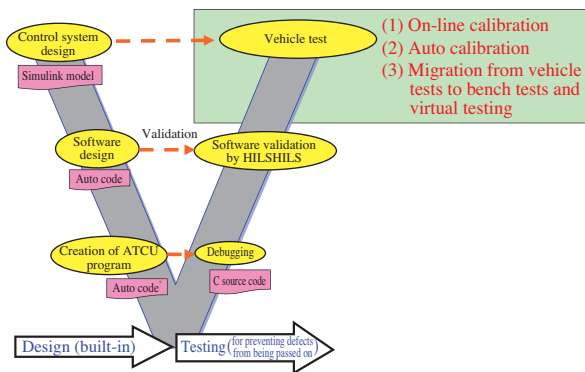 Control system
design
Vehicle test
(1) On-line calibration
(2) Auto calibration
(3) Migration from vehicle
tests to bench tests and
virtual testing
Simulink model
Validation
Software
design
Software validation
by HILSHILS
Auto code
Creation of ATCU
program
Debugging
Auto code*
C source code
Design (built-in)
Testing (for preventing defects
from being passed on)